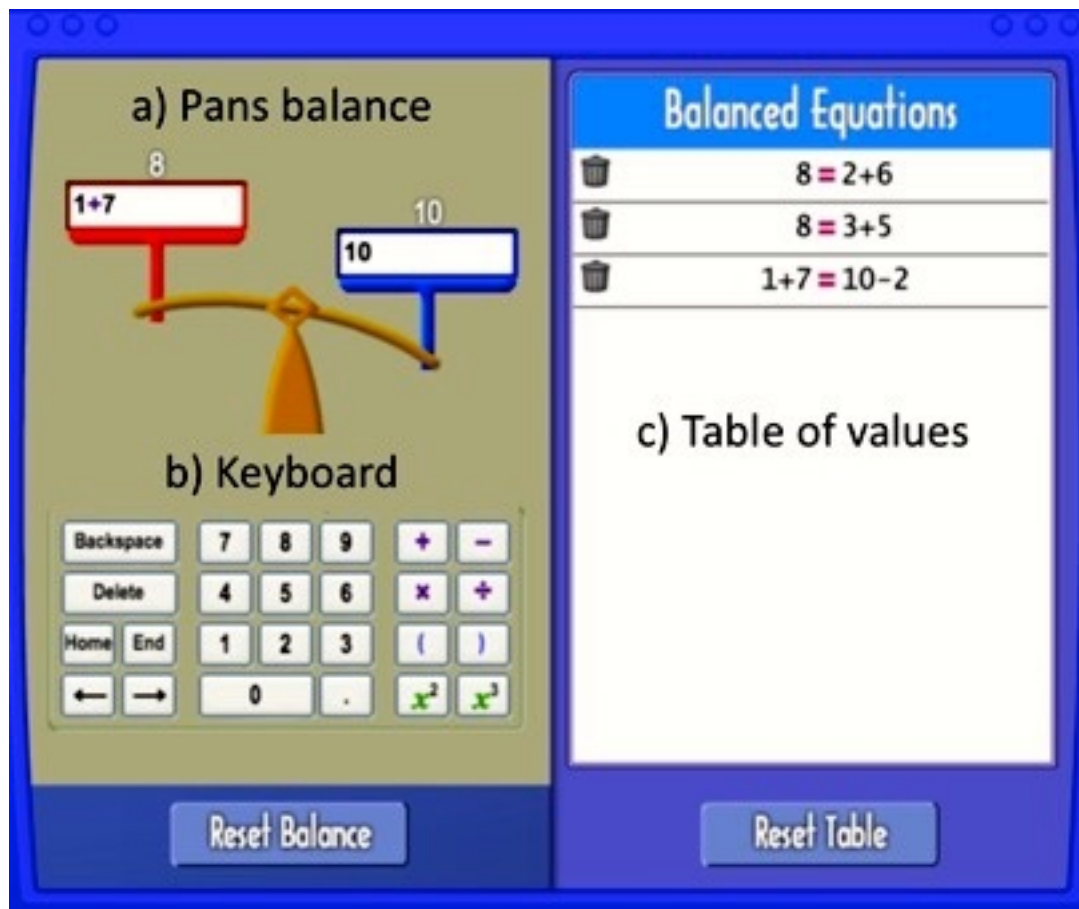 a) Pans balance
8
1+7
10
10
b) Keyboard
Backspace 7 8 9 + −
Delete 4 5 6 × ÷
Home End 1 2 3 ( )
← → 0 . x² x³
Reset Balance
Balanced Equations
8=2+6
8=3+5
1+7=10−2
c) Table of values
Reset Table